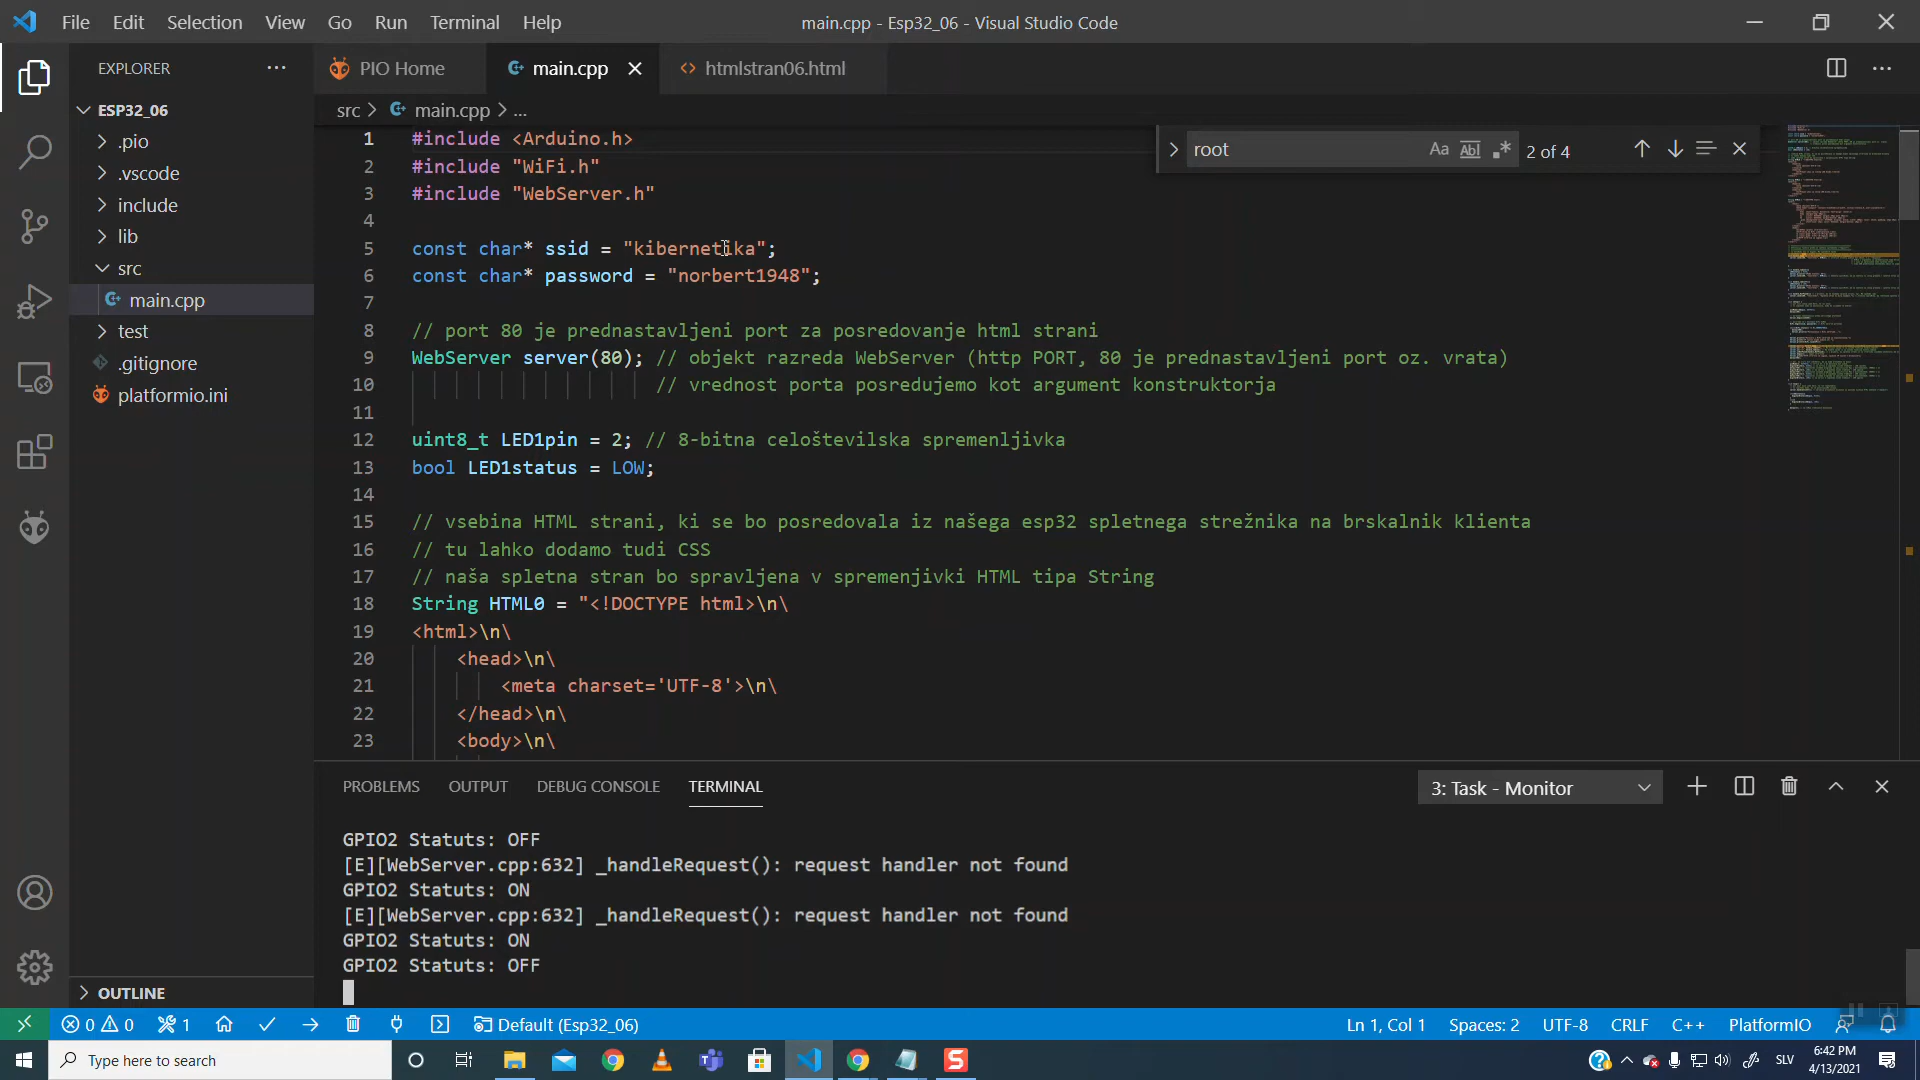 File Edit Selection View Go Run Terminal Help
main.cpp - Esp32_06 - Visual Studio Code
EXPLORER
PIO Home
main.cpp
htmlstran06.html
ESP32_06
.pio
.vscode
include
lib
src
main.cpp
test
.gitignore
platformio.ini
OUTLINE
src > main.cpp > ...
root
Aa
Abl
2 of 4
1 #include <Arduino.h>
2 #include "WiFi.h"
3 #include "WebServer.h"
4
5 const char* ssid = "kibernetika";
6 const char* password = "norbert1948";
7
8 // port 80 je prednastavljeni port za posredovanje html strani
9 WebServer server(80); // objekt razreda WebServer (http PORT, 80 je prednastavljeni port oz. vrata)
10 // vrednost porta posredujemo kot argument konstruktorja
11
12 uint8_t LED1pin = 2; // 8-bitna celoštevilska spremenljivka
13 bool LED1status = LOW;
14
15 // vsebina HTML strani, ki se bo posredovala iz našega esp32 spletnega strežnika na brskalnik klienta
16 // tu lahko dodamo tudi CSS
17 // naša spletna stran bo spravljena v spremenjivki HTML tipa String
18 String HTML0 = "<!DOCTYPE html>\n\
19 <html>\n\
20 <head>\n\
21 <meta charset='UTF-8'>\n\
22 </head>\n\
23 <body>\n\
PROBLEMS OUTPUT DEBUG CONSOLE TERMINAL
3: Task - Monitor
GPIO2 Statuts: OFF
[E][WebServer.cpp:632] _handleRequest(): request handler not found
GPIO2 Statuts: ON
[E][WebServer.cpp:632] _handleRequest(): request handler not found
GPIO2 Statuts: ON
GPIO2 Statuts: OFF
0 0 1 Default (Esp32_06)
Ln 1, Col 1 Spaces: 2 UTF-8 CRLF C++ PlatformIO
Type here to search
SLV
6:42 PM
4/13/2021